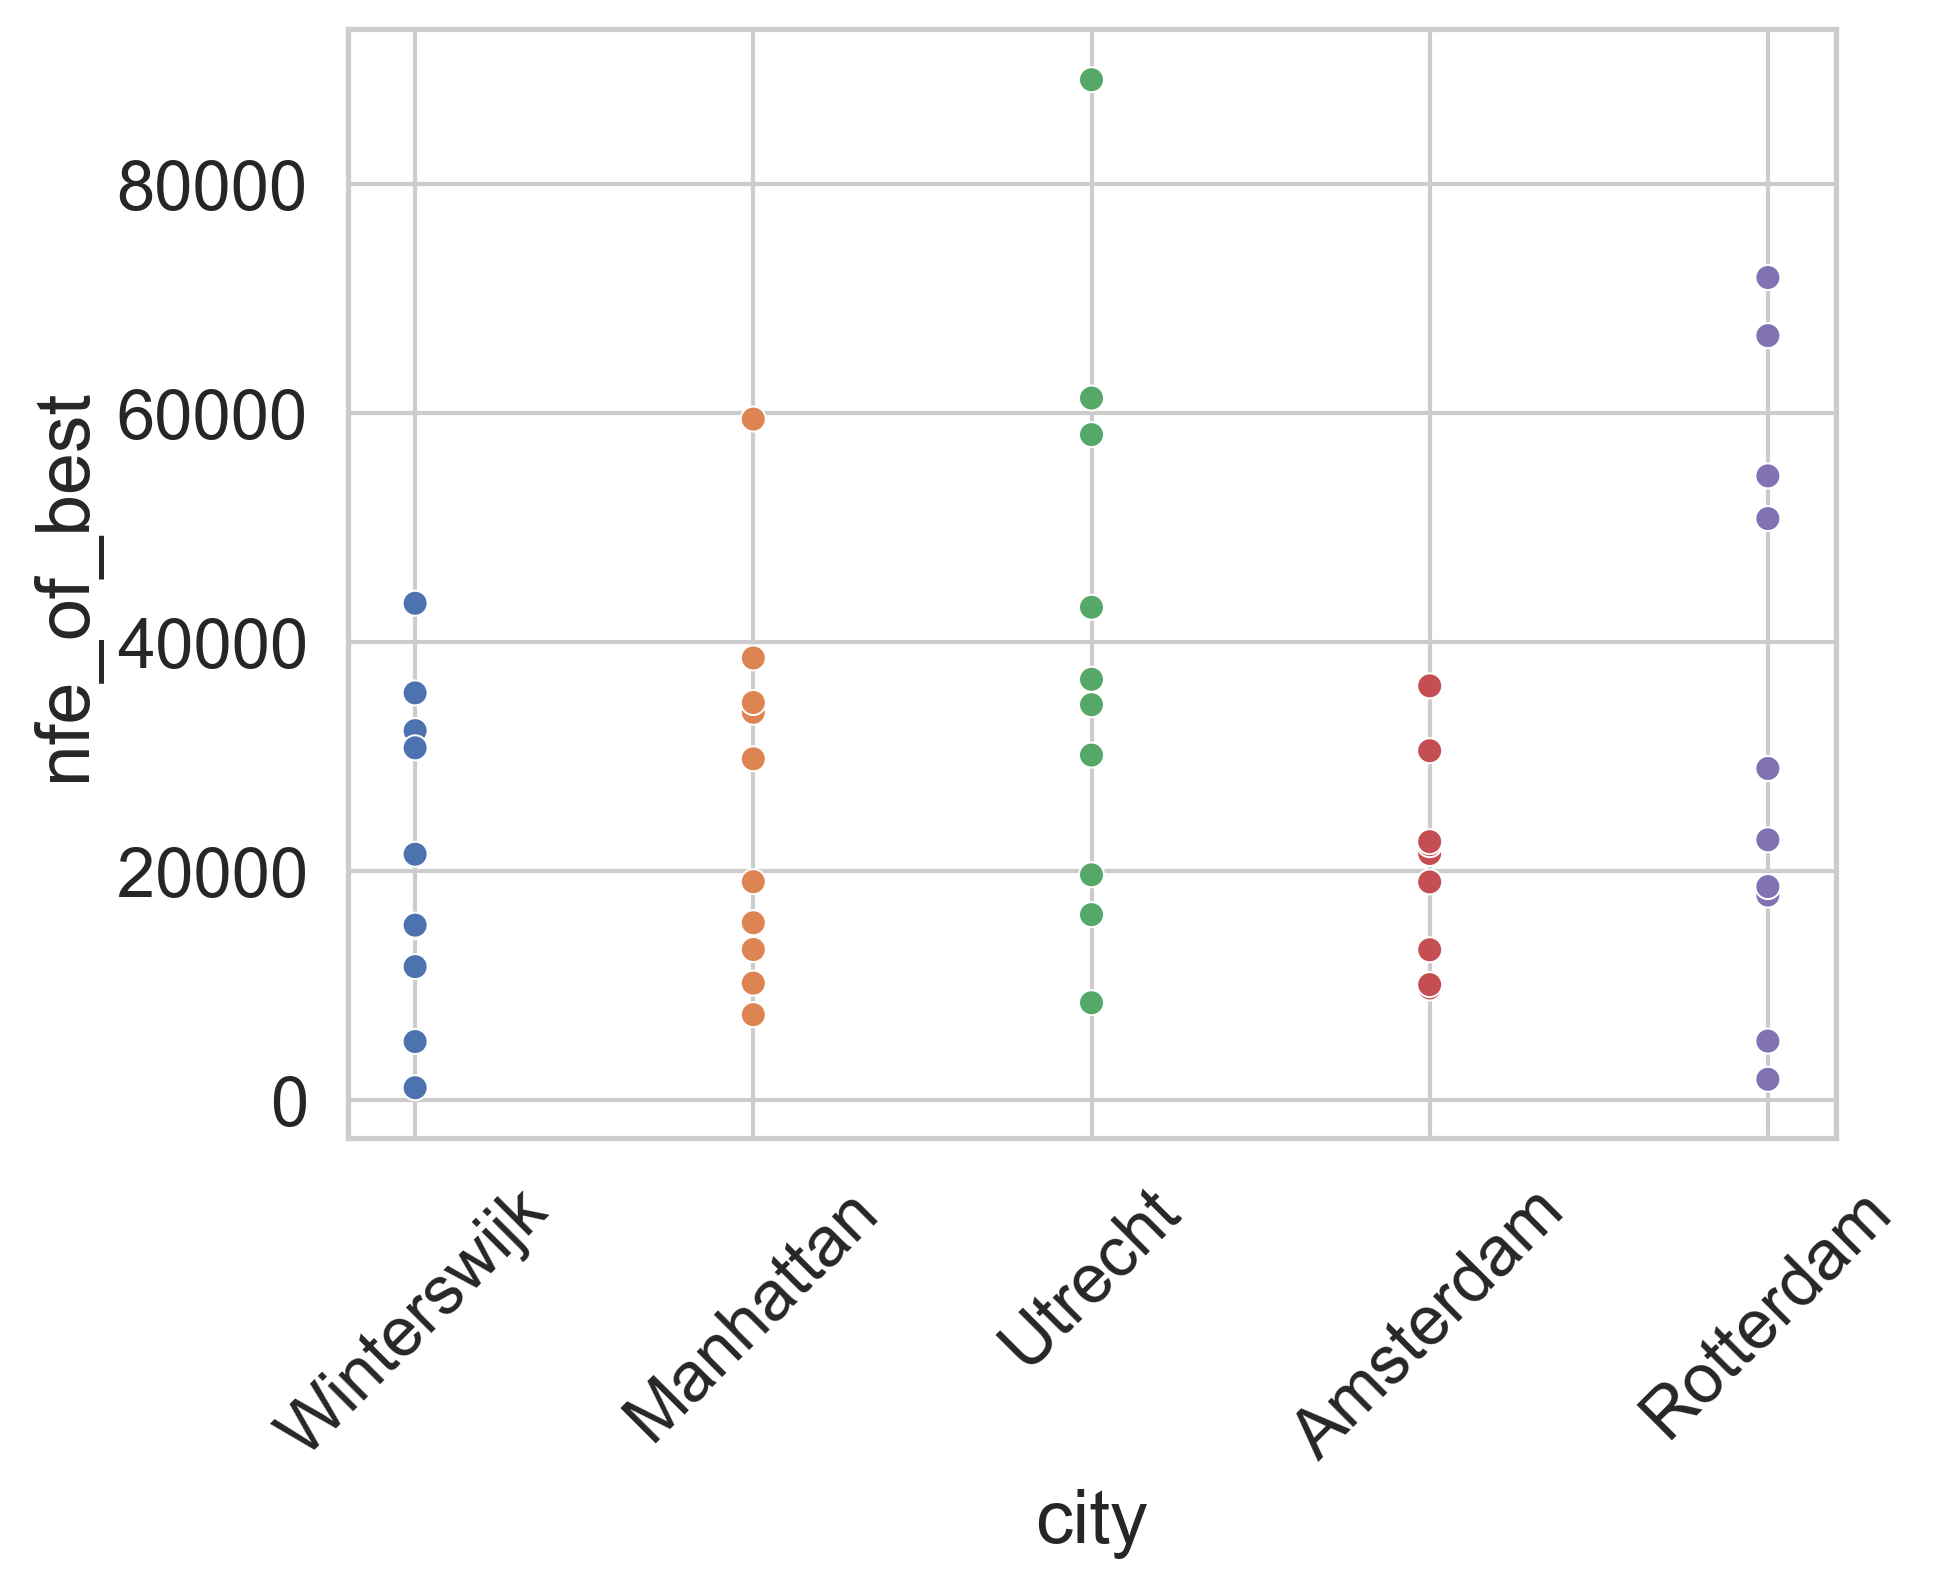 nfe_of_best
80000
60000
40000
20000
0
Winterswijk
Manhattan
Utrecht
Amsterdam
Rotterdam
city